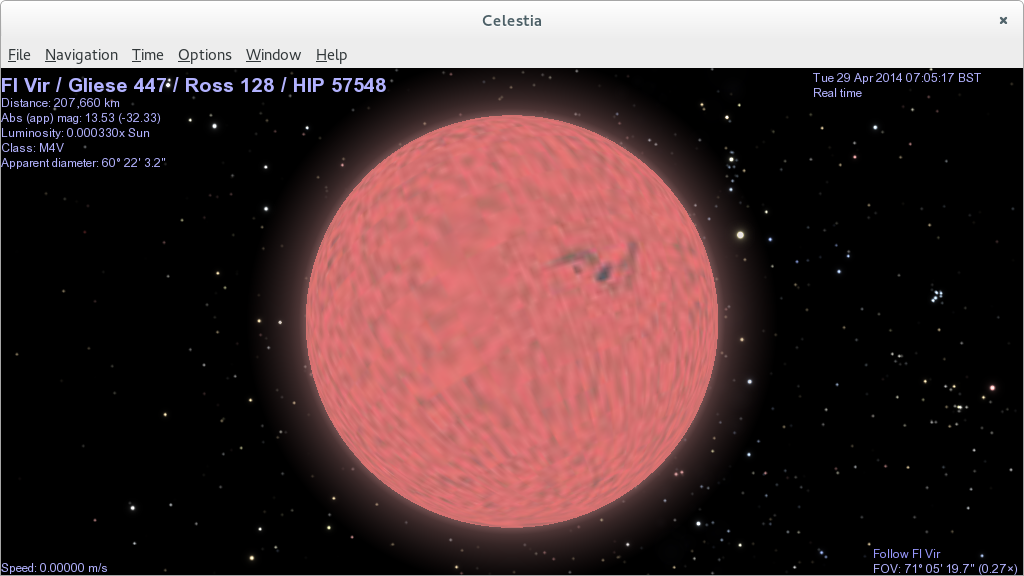 Celestia
×
File Navigation Time Options Window Help
FI Vir / Gliese 447 / Ross 128 / HIP 57548
Distance: 207,660 km
Abs (app) mag: 13.53 (-32.33)
Luminosity: 0.000330x Sun
Class: M4V
Apparent diameter: 60° 22' 3.2"
Tue 29 Apr 2014 07:05:17 BST
Real time
Speed: 0.00000 m/s
Follow FI Vir
FOV: 71° 05' 19.7" (0.27×)